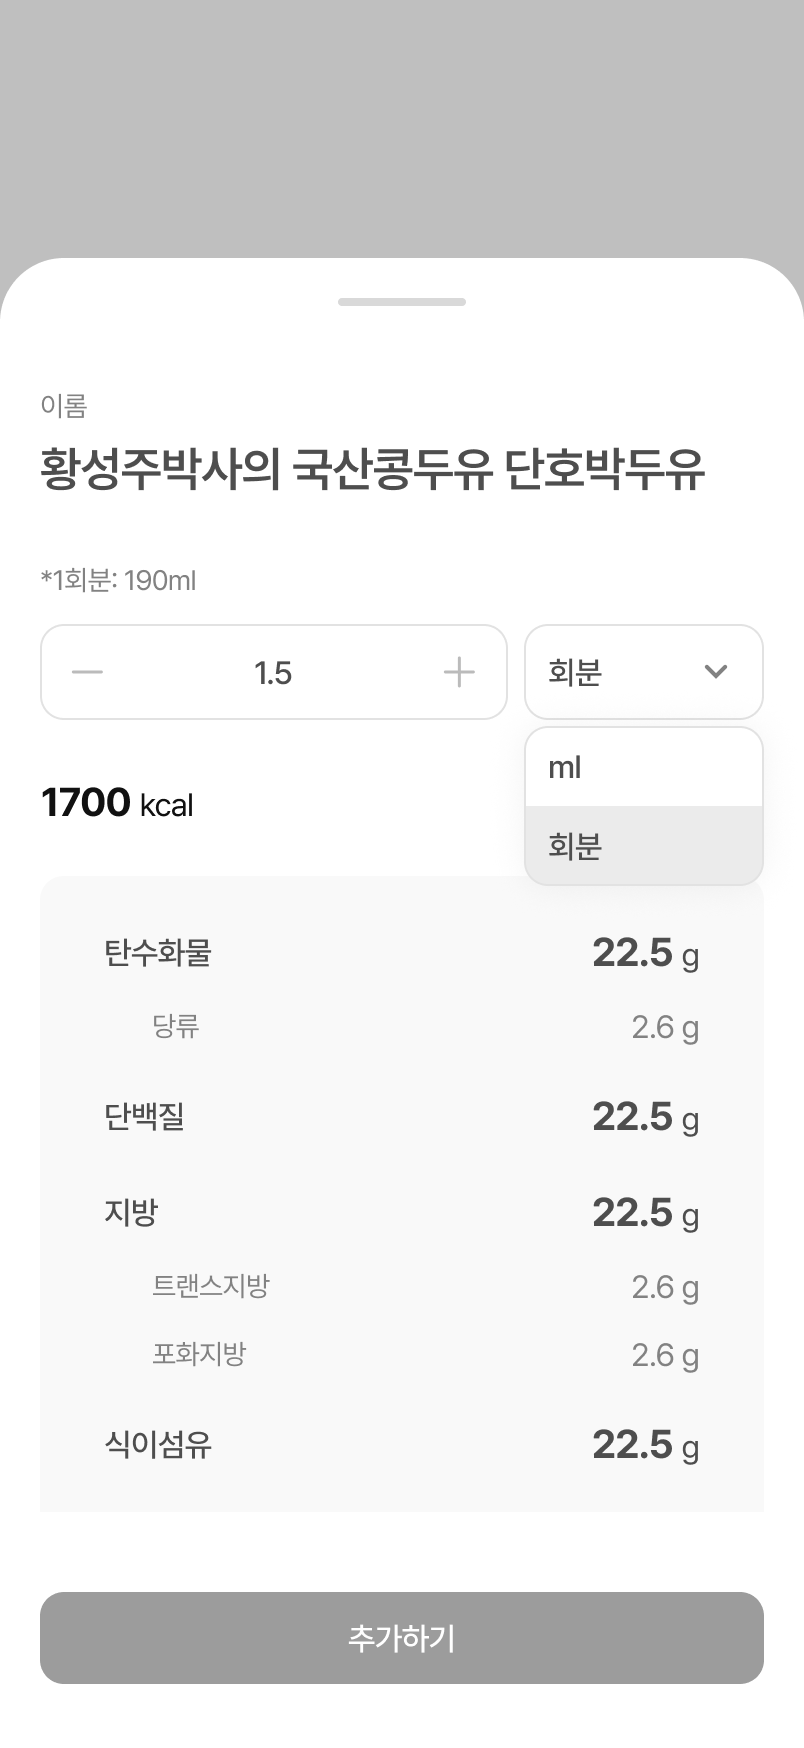 이롬
황성주박사의 국산콩두유 단호박두유
*1회분: 190ml
1.5
회분
ml
회분
1700 kcal
탄수화물 22.5 g
당류 2.6 g
단백질 22.5 g
지방 22.5 g
트랜스지방 2.6 g
포화지방 2.6 g
식이섬유 22.5 g
추가하기